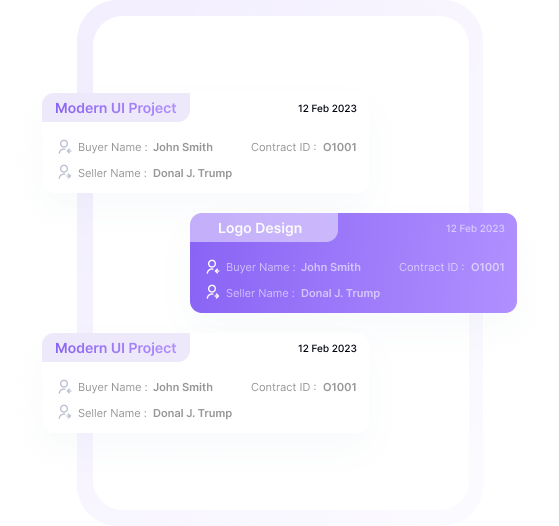 Modern UI Project 12 Feb 2023
Buyer Name : John Smith Contract ID : O1001
Seller Name : Donal J. Trump
Logo Design 12 Feb 2023
Buyer Name : John Smith Contract ID : O1001
Seller Name : Donal J. Trump
Modern UI Project 12 Feb 2023
Buyer Name : John Smith Contract ID : O1001
Seller Name : Donal J. Trump